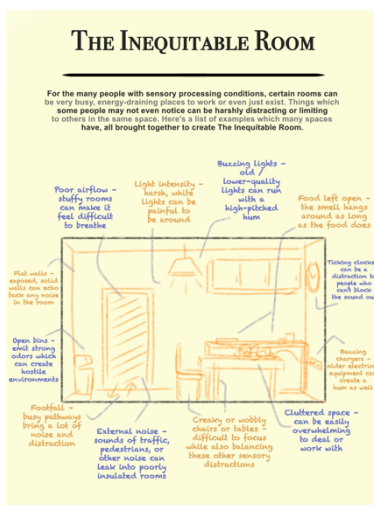 THE INEQUITABLE ROOM
For the many people with sensory processing conditions, certain rooms can
be very busy, energy-draining places to work or even just exist. Things which
some people may not even notice can be harshly distracting or limiting
to others in the same space. Here's a list of examples which many spaces
have, all brought together to create The Inequitable Room.
Buzzing lights -
old /
lower-quality
lights can run
with a
high-pitched
hum
Light intensity -
harsh, white
lights can be
painful to
be around
Poor airflow -
stuffy rooms
can make it
feel difficult
to breathe
Food left open -
the smell hangs
around as long
as the food does
Flat walls -
exposed, solid
walls can echo
back any noise
in the room
Ticking clocks
can be a
distraction to
people who
can't block
the sound out
Open bins -
emit strong
odors which
can create
hostile
environments
Buzzing
chargers -
older electric
equipment can
create a
hum as well
Footfall -
busy pathways
bring a lot of
noise and
distraction
External noise -
sounds of traffic,
pedestrians, or
other noise can
leak into poorly
insulated rooms
Creaky or wobbly
chairs or tables -
difficult to focus
while also balancing
these other sensory
distractions
Cluttered space -
can be easily
overwhelming
to deal or
work with